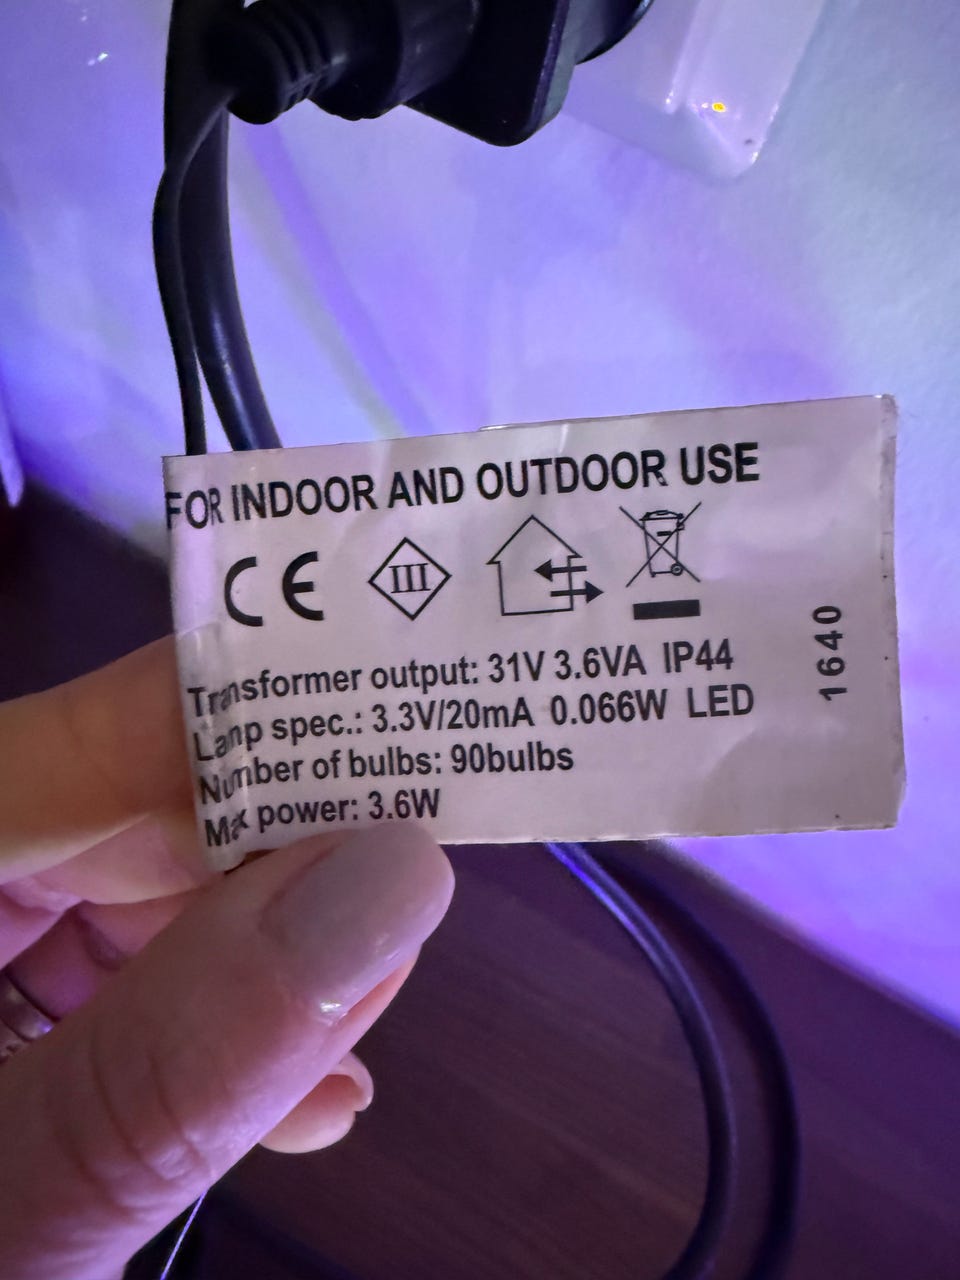 FOR INDOOR AND OUTDOOR USE
CE III
Transformer output: 31V 3.6VA IP44
Lamp spec.: 3.3V/20mA 0.066W LED
Number of bulbs: 90bulbs
Max power: 3.6W
1640